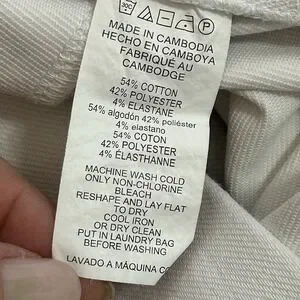 MADE IN CAMBODIA
HECHO EN CAMBOYA
FABRIQUÉ AU
CAMBODGE
54% COTTON
42% POLYESTER
4% ELASTANE
54% algodón 42% poliéster
4% elastano
54% COTON
42% POLYESTER
4% ÉLASTHANNE
MACHINE WASH COLD
ONLY NON-CHLORINE
BLEACH
RESHAPE AND LAY FLAT
TO DRY
COOL IRON
OR DRY CLEAN
PUT IN LAUNDRY BAG
BEFORE WASHING
LAVADO A MÁQUINA